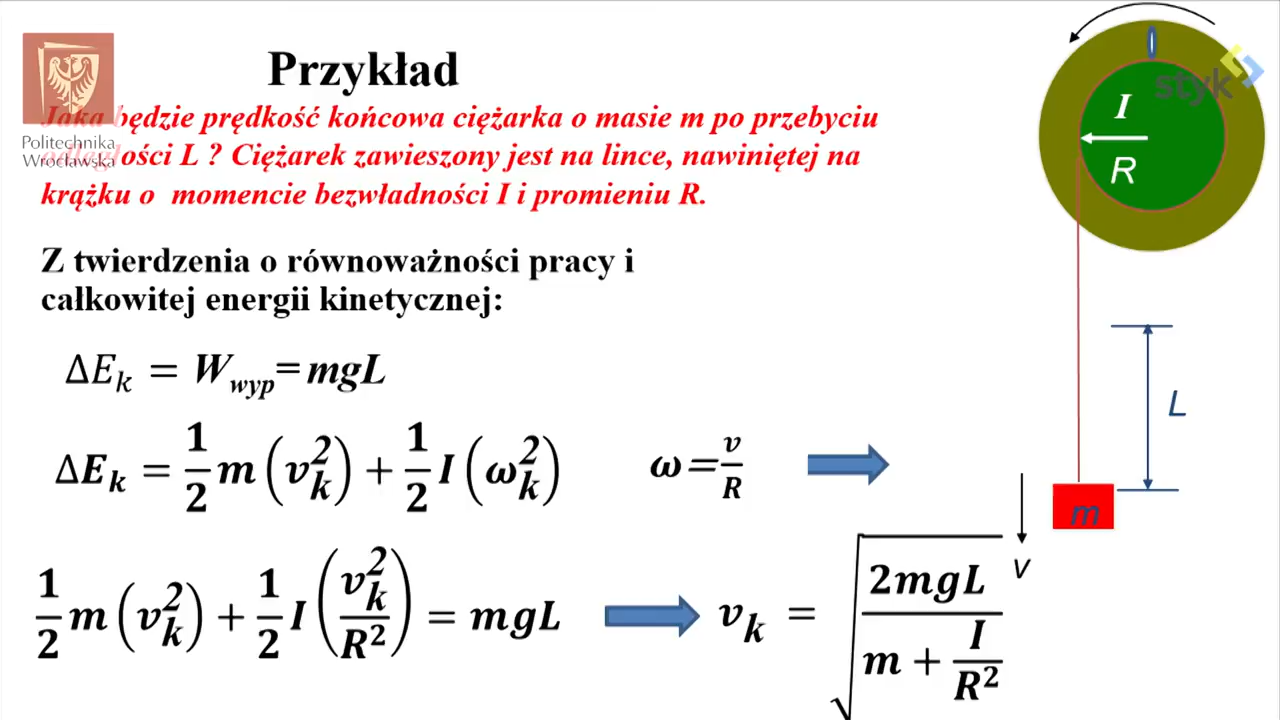 Przykład
Jaka będzie prędkość końcowa ciężarka o masie m po przebyciu
odległości L ? Ciężarek zawieszony jest na lince, nawiniętej na
krążku o momencie bezwładności I i promieniu R.
Politechnika
Wrocławska
styk
I
R
Z twierdzenia o równoważności pracy i
całkowitej energii kinetycznej:
ΔE_k = W_wyp = mgL
L
ΔE_k = 1/2 m (v_k^2) + 1/2 I (ω_k^2)
ω = v/R
m
v
1/2 m (v_k^2) + 1/2 I (v_k^2/R^2) = mgL
v_k = √(2mgL/(m + I/R^2))